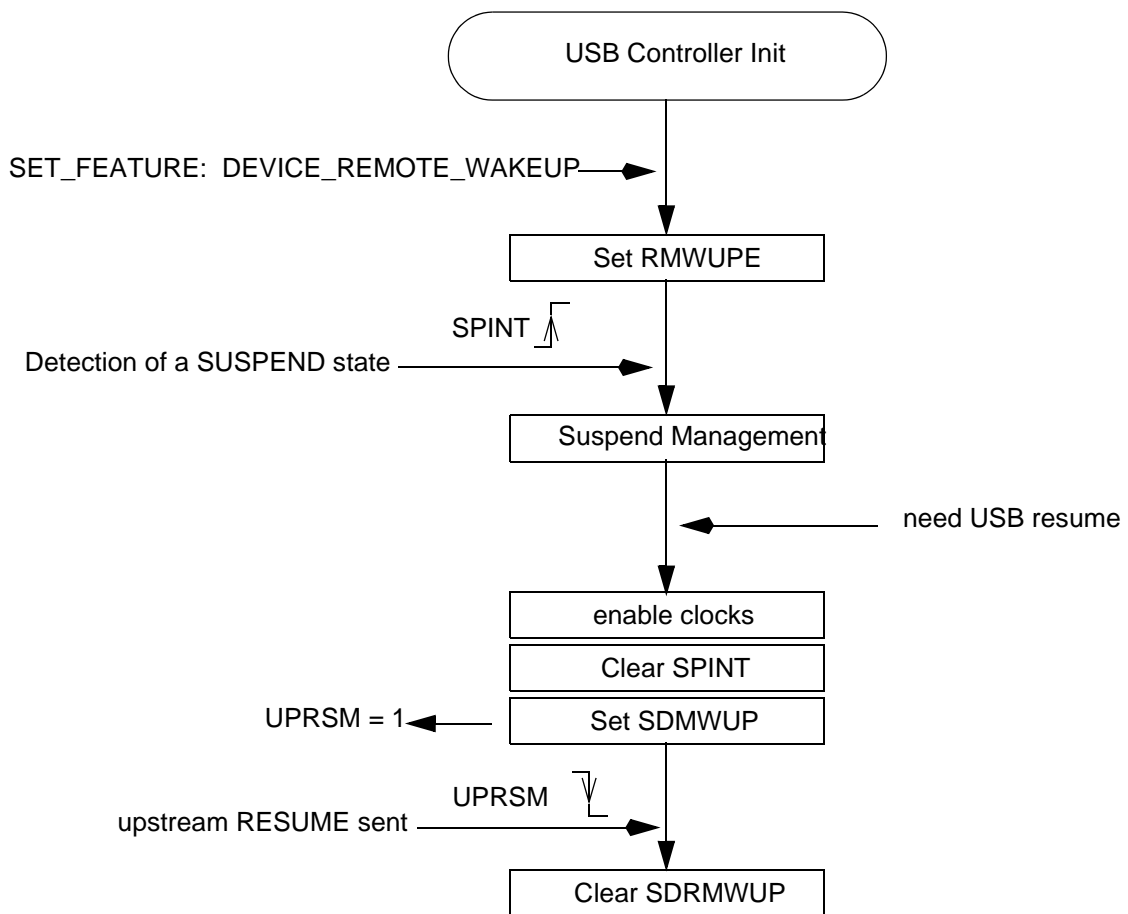 USB Controller Init
SET_FEATURE: DEVICE_REMOTE_WAKEUP
Set RMWUPE
SPINT
Detection of a SUSPEND state
Suspend Management
need USB resume
enable clocks
Clear SPINT
UPRSM = 1
Set SDMWUP
UPRSM
upstream RESUME sent
Clear SDRMWUP